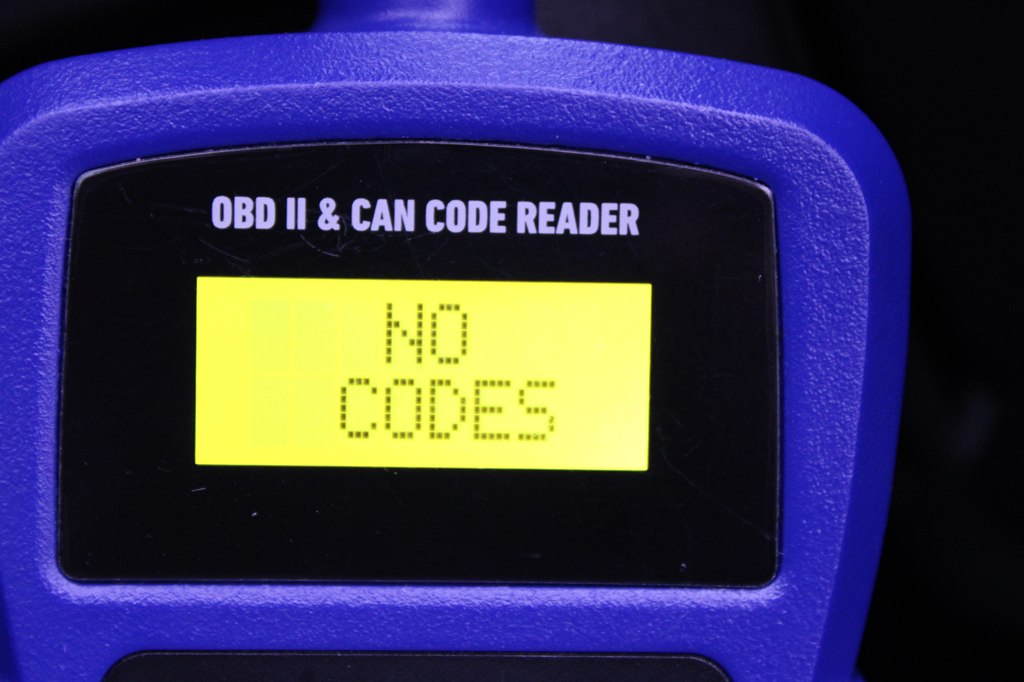 OBD II & CAN CODE READER
NO
CODES